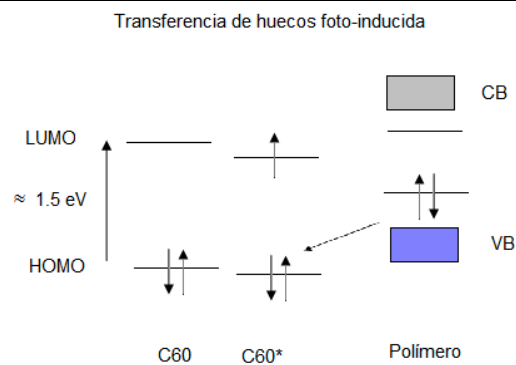 Transferencia de huecos foto-inducida
CB
LUMO
≈ 1.5 eV
VB
HOMO
C60
C60*
Polímero